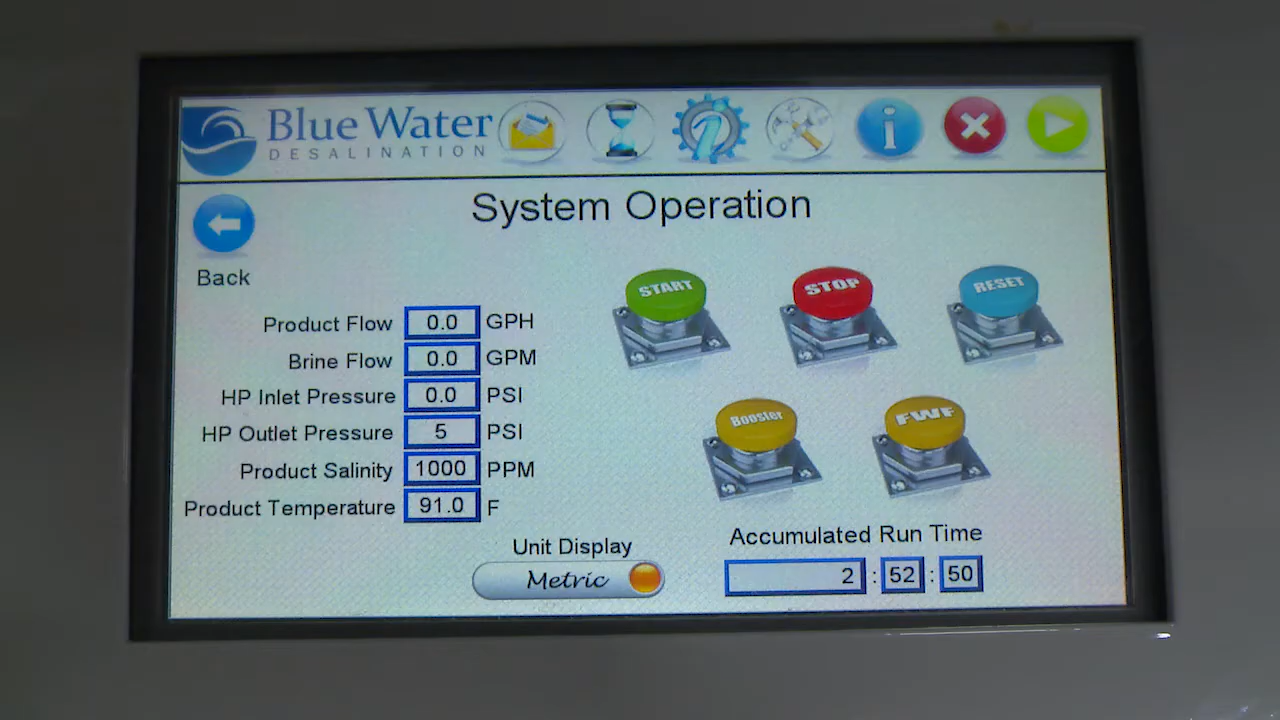 Blue Water
DESALINATION
System Operation
Back
START
STOP
RESET
Product Flow 0.0 GPH
Brine Flow 0.0 GPM
HP Inlet Pressure 0.0 PSI
HP Outlet Pressure 5 PSI
Product Salinity 1000 PPM
Product Temperature 91.0 F
Booster
FWF
Unit Display
Metric
Accumulated Run Time
2 : 52 : 50